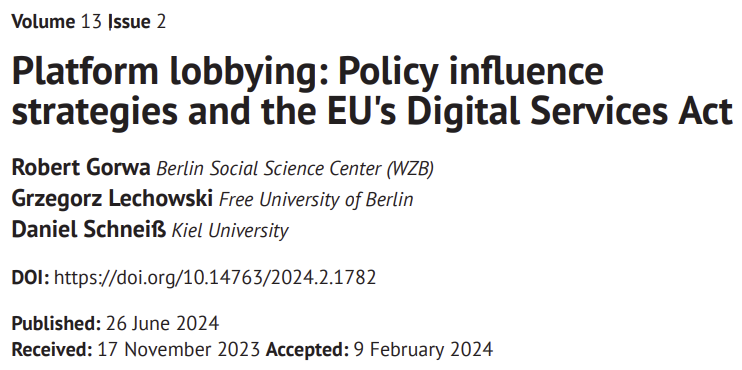 Volume 13 Issue 2
Platform lobbying: Policy influence
strategies and the EU's Digital Services Act
Robert Gorwa Berlin Social Science Center (WZB)
Grzegorz Lechowski Free University of Berlin
Daniel Schneiß Kiel University
DOI: https://doi.org/10.14763/2024.2.1782
Published: 26 June 2024
Received: 17 November 2023 Accepted: 9 February 2024